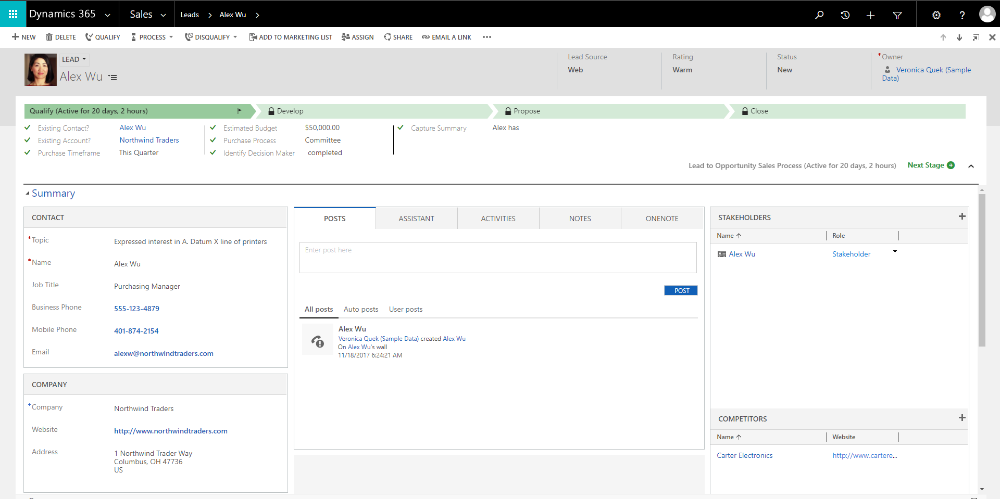 Dynamics 365 Sales Leads > Alex Wu >
NEW DELETE QUALIFY PROCESS DISQUALIFY ADD TO MARKETING LIST ASSIGN SHARE EMAIL A LINK •••
LEAD
Alex Wu
Lead Source
Web
Rating
Warm
Status
New
*Owner
Veronica Quek (Sample
Data)
Qualify (Active for 20 days, 2 hours) Develop Propose Close
Existing Contact? Alex Wu
Existing Account? Northwind Traders
Purchase Timeframe This Quarter
Estimated Budget $50,000.00
Purchase Process Committee
Identify Decision Maker completed
Capture Summary Alex has
Lead to Opportunity Sales Process (Active for 20 days, 2 hours) Next Stage
Summary
CONTACT
*Topic Expressed interest in A. Datum X line of printers
*Name Alex Wu
Job Title Purchasing Manager
Business Phone 555-123-4879
Mobile Phone 401-874-2154
Email alexw@northwindtraders.com
COMPANY
+Company Northwind Traders
Website http://www.northwindtraders.com
Address 1 Northwind Trader Way
Columbus, OH 47736
US
POSTS ASSISTANT ACTIVITIES NOTES ONENOTE
Enter post here
POST
All posts Auto posts User posts
Alex Wu
Veronica Quek (Sample Data) created Alex Wu
On Alex Wu's wall
11/18/2017 6:24:21 AM
STAKEHOLDERS
Name Role
Alex Wu Stakeholder
COMPETITORS
Name Website
Carter Electronics http://www.cartere...